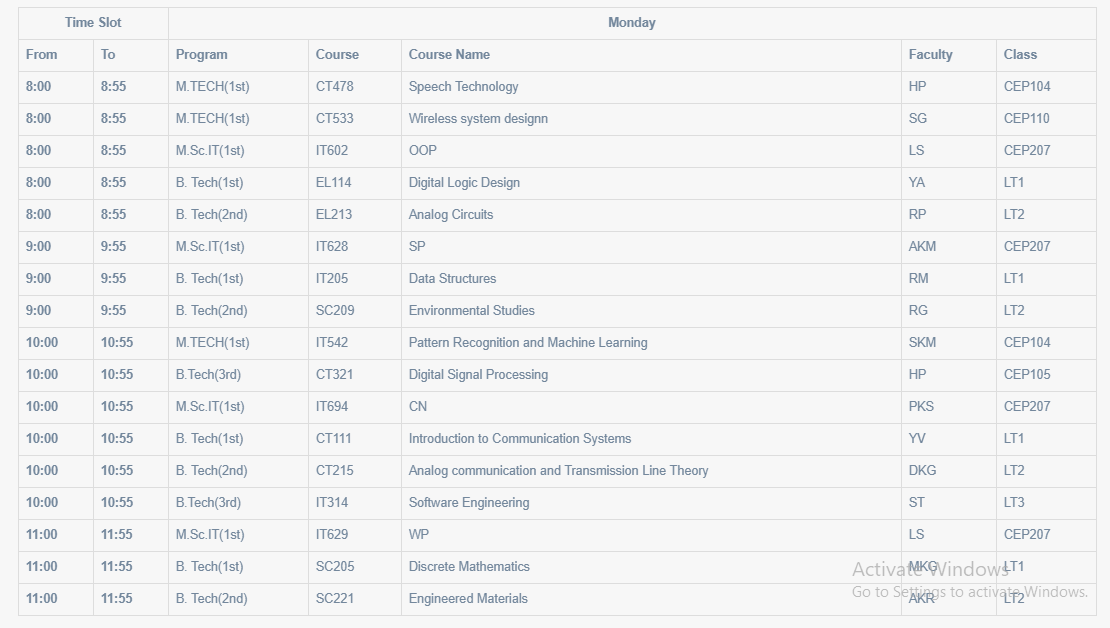 Time Slot Monday
From To Program Course Course Name Faculty Class
8:00 8:55 M.TECH(1st) CT478 Speech Technology HP CEP104
8:00 8:55 M.TECH(1st) CT533 Wireless system designn SG CEP110
8:00 8:55 M.Sc.IT(1st) IT602 OOP LS CEP207
8:00 8:55 B. Tech(1st) EL114 Digital Logic Design YA LT1
8:00 8:55 B. Tech(2nd) EL213 Analog Circuits RP LT2
9:00 9:55 M.Sc.IT(1st) IT628 SP AKM CEP207
9:00 9:55 B. Tech(1st) IT205 Data Structures RM LT1
9:00 9:55 B. Tech(2nd) SC209 Environmental Studies RG LT2
10:00 10:55 M.TECH(1st) IT542 Pattern Recognition and Machine Learning SKM CEP104
10:00 10:55 B.Tech(3rd) CT321 Digital Signal Processing HP CEP105
10:00 10:55 M.Sc.IT(1st) IT694 CN PKS CEP207
10:00 10:55 B. Tech(1st) CT111 Introduction to Communication Systems YV LT1
10:00 10:55 B. Tech(2nd) CT215 Analog communication and Transmission Line Theory DKG LT2
10:00 10:55 B.Tech(3rd) IT314 Software Engineering ST LT3
11:00 11:55 M.Sc.IT(1st) IT629 WP LS CEP207
11:00 11:55 B. Tech(1st) SC205 Discrete Mathematics MKG LT1
11:00 11:55 B. Tech(2nd) SC221 Engineered Materials AKR LT2
Activate Windows
Go to Settings to activate Windows.